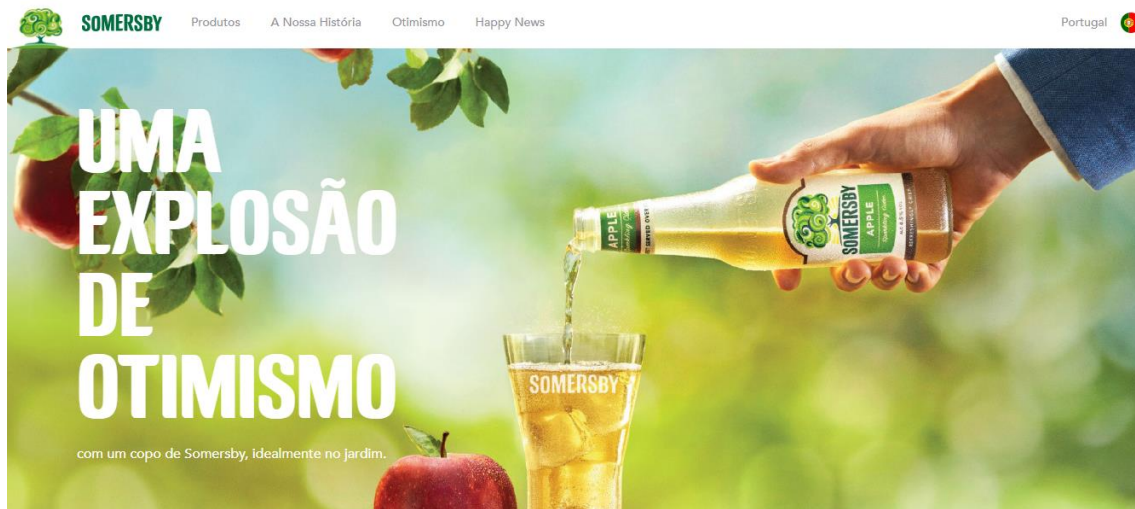 SOMERSBY Produtos A Nossa História Otimismo Happy News Portugal
UMA
EXPLOSÃO
DE
OTIMISMO
com um copo de Somersby, idealmente no jardim.
APPLE
SOMERSBY
APPLE
SOMERSBY